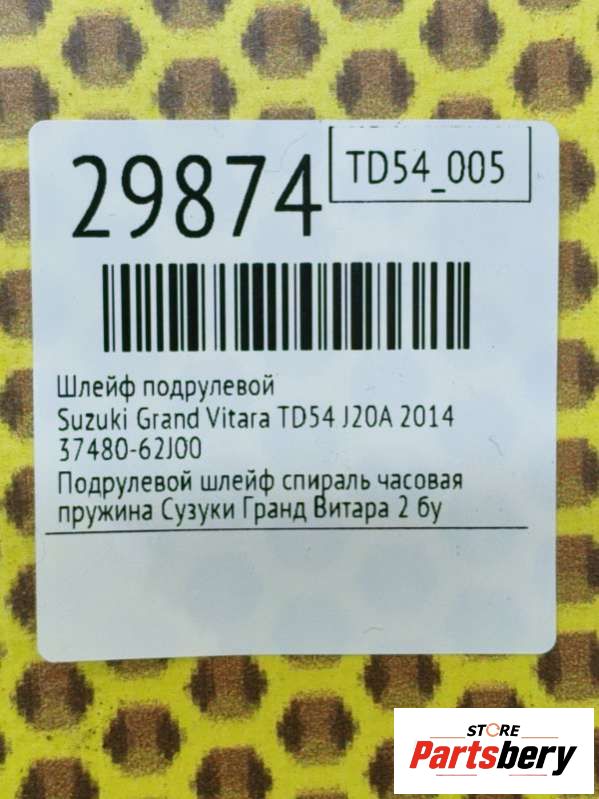 29874
TD54_005
Шлейф подрулевой
Suzuki Grand Vitara TD54 J20A 2014
37480-62J00
Подрулевой шлейф спираль часовая
пружина Сузуки Гранд Витара 2 бу
STORE
Partsbery